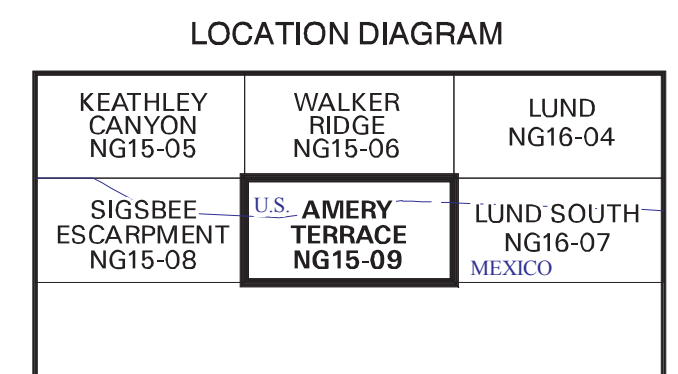 LOCATION DIAGRAM
KEATHLEY
CANYON
NG15-05
WALKER
RIDGE
NG15-06
LUND
NG16-04
SIGSBEE
ESCARPMENT
NG15-08
U.S.
AMERY
TERRACE
NG15-09
LUND SOUTH
NG16-07
MEXICO